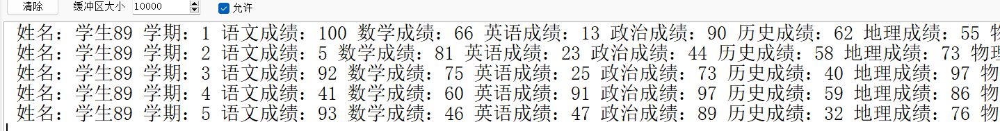 清除 缓冲区大小 10000 允许
姓名：学生89 学期：1 语文成绩：100 数学成绩：66 英语成绩：13 政治成绩：90 历史成绩：62 地理成绩：55 物
姓名：学生89 学期：2 语文成绩：5 数学成绩：81 英语成绩：23 政治成绩：44 历史成绩：58 地理成绩：73 物理
姓名：学生89 学期：3 语文成绩：92 数学成绩：75 英语成绩：25 政治成绩：73 历史成绩：40 地理成绩：97 物
姓名：学生89 学期：4 语文成绩：41 数学成绩：60 英语成绩：91 政治成绩：97 历史成绩：59 地理成绩：86 物
姓名：学生89 学期：5 语文成绩：93 数学成绩：46 英语成绩：47 政治成绩：89 历史成绩：32 地理成绩：76 物